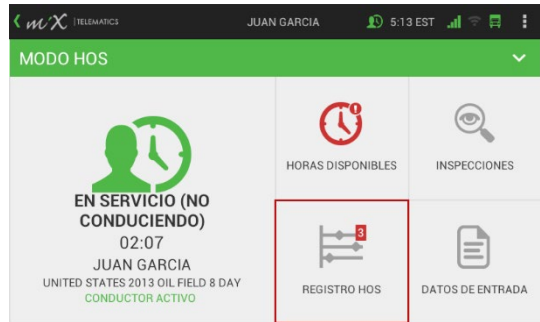 miX | TELEMATICS JUAN GARCIA 5:13 EST
MODO HOS
EN SERVICIO (NO
CONDUCIENDO)
02:07
JUAN GARCIA
UNITED STATES 2013 OIL FIELD 8 DAY
CONDUCTOR ACTIVO
HORAS DISPONIBLES
INSPECCIONES
3
REGISTRO HOS
DATOS DE ENTRADA